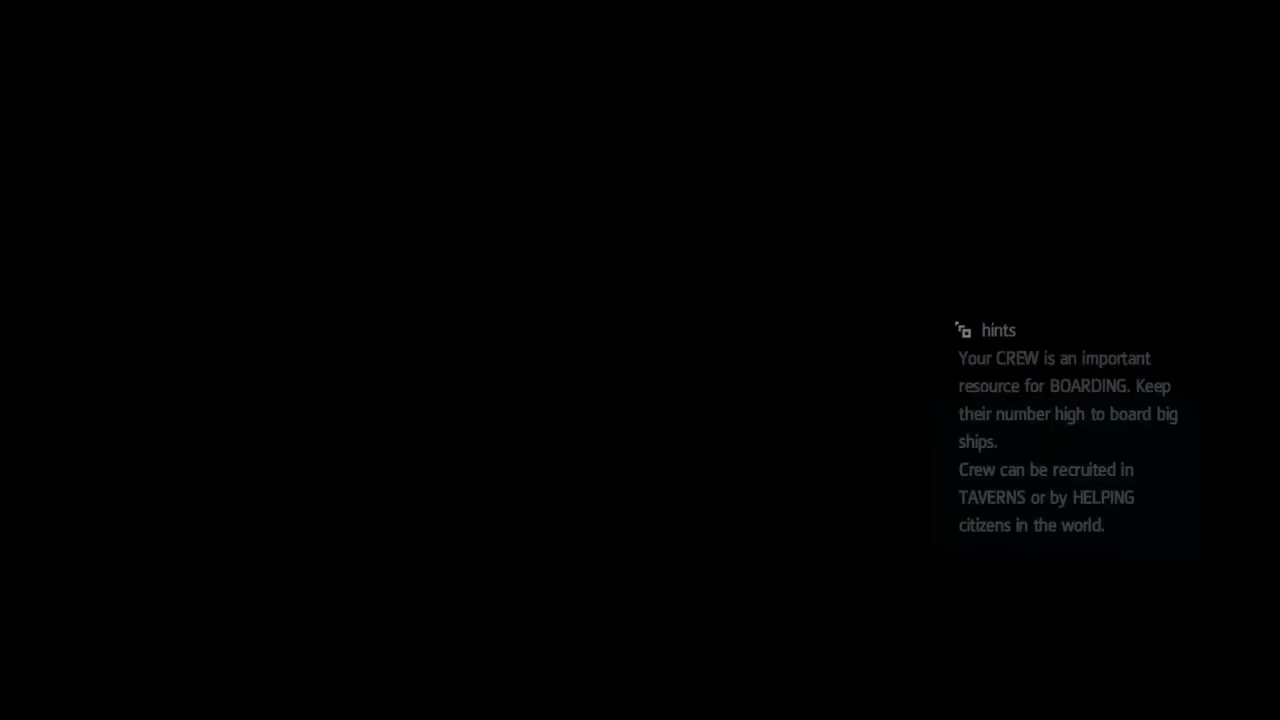 hints
Your CREW is an important
resource for BOARDING. Keep
their number high to board big
ships.
Crew can be recruited in
TAVERNS or by HELPING
citizens in the world.